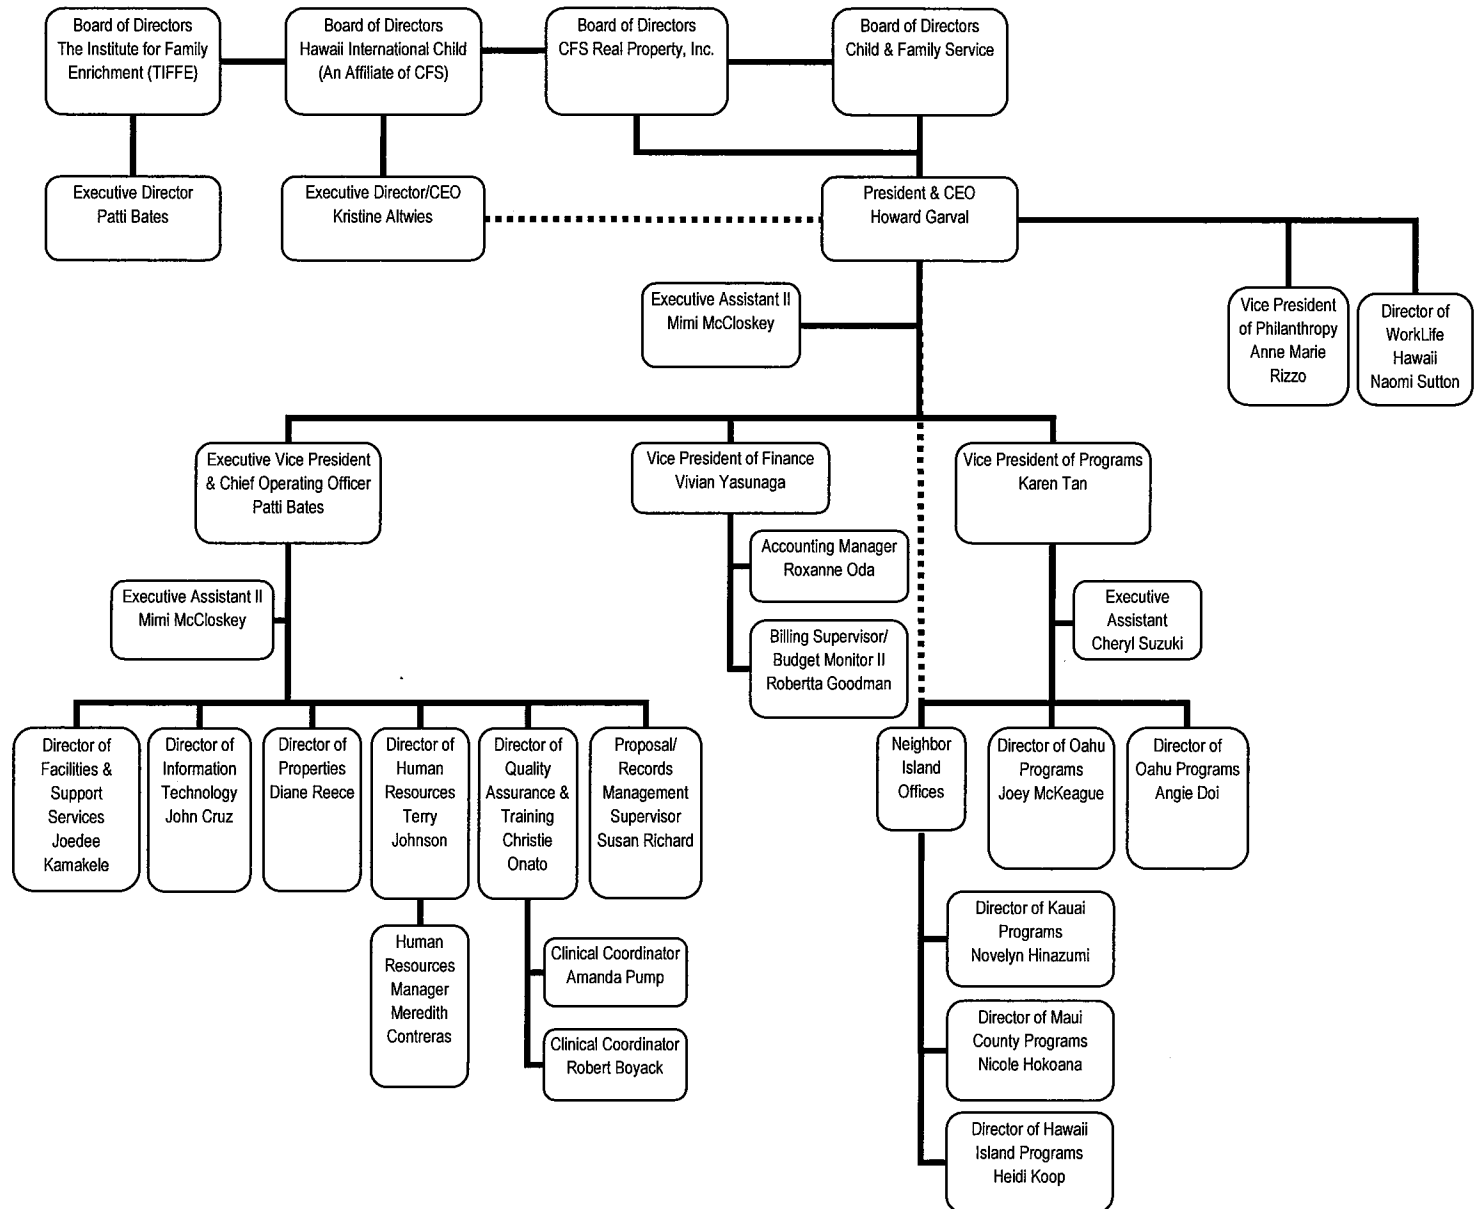 Board of Directors
The Institute for Family
Enrichment (TIFFE)
Board of Directors
Hawaii International Child
(An Affiliate of CFS)
Board of Directors
CFS Real Property, Inc.
Board of Directors
Child & Family Service
Executive Director
Patti Bates
Executive Director/CEO
Kristine Altwies
President & CEO
Howard Garval
Executive Assistant II
Mimi McCloskey
Vice President
of Philanthropy
Anne Marie
Rizzo
Director of
WorkLife
Hawaii
Naomi Sutton
Executive Vice President
& Chief Operating Officer
Patti Bates
Vice President of Finance
Vivian Yasunaga
Vice President of Programs
Karen Tan
Accounting Manager
Roxanne Oda
Executive Assistant II
Mimi McCloskey
Executive
Assistant
Cheryl Suzuki
Billing Supervisor/
Budget Monitor II
Robertta Goodman
Director of
Facilities &
Support
Services
Joedee
Kamakele
Director of
Information
Technology
John Cruz
Director of
Properties
Diane Reece
Director of
Human
Resources
Terry
Johnson
Director of
Quality
Assurance &
Training
Christie
Onato
Proposal/
Records
Management
Supervisor
Susan Richard
Neighbor
Island
Offices
Director of Oahu
Programs
Joey McKeague
Director of
Oahu Programs
Angie Doi
Human
Resources
Manager
Meredith
Contreras
Clinical Coordinator
Amanda Pump
Clinical Coordinator
Robert Boyack
Director of Kauai
Programs
Novelyn Hinazumi
Director of Maui
County Programs
Nicole Hokoana
Director of Hawaii
Island Programs
Heidi Koop